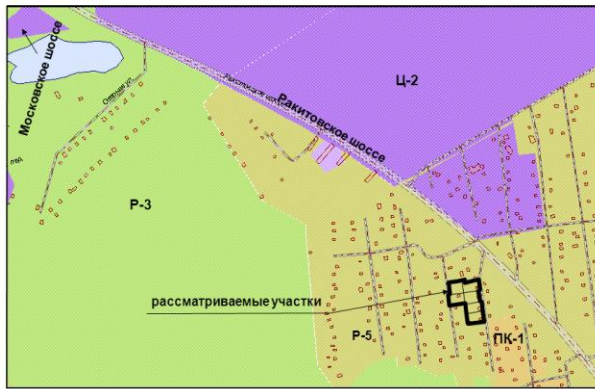 Московское шоссе
Ц-2
Ракитовское шоссе
Р-3
рассматриваемые участки
Р-5
ПК-1